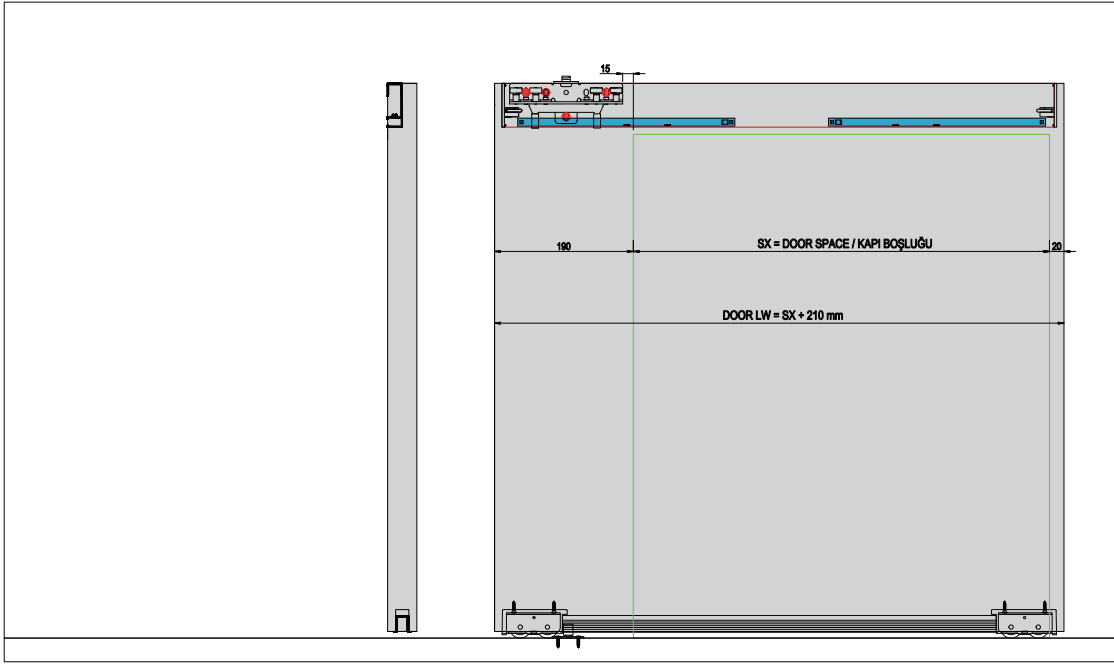 15
190
SX = DOOR SPACE / KAPI BOŞLUĞU
20
DOOR LW = SX + 210 mm